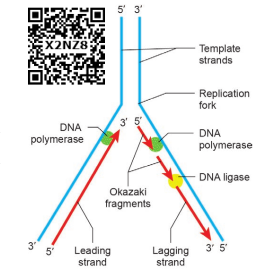 5′ 3′
X2NZ8
Template
strands
Replication
fork
3′ 5′
DNA
polymerase
DNA
polymerase
DNA ligase
Okazaki
fragments
3′ 5′
Leading
strand
Lagging
strand
3′